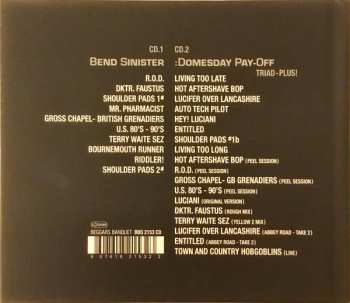 CD.1
BEND SINISTER
R.O.D.
DKTR. FAUSTUS
SHOULDER PADS 1#
MR. PHARMACIST
GROSS CHAPEL- BRITISH GRENADIERS
U.S. 80'S - 90'S
TERRY WAITE SEZ
BOURNEMOUTH RUNNER
RIDDLER!
SHOULDER PADS 2#
CD.2
:DOMESDAY PAY-OFF
TRIAD-PLUS!
LIVING TOO LATE
HOT AFTERSHAVE BOP
LUCIFER OVER LANCASHIRE
AUTO TECH PILOT
HEY! LUCIANI
ENTITLED
SHOULDER PADS #1b
LIVING TOO LONG
HOT AFTERSHAVE BOP (PEEL SESSION)
R.O.D. (PEEL SESSION)
GROSS CHAPEL- GB GRENADIERS (PEEL SESSION)
U.S. 80'S - 90'S (PEEL SESSION)
LUCIANI (ORIGINAL VERSION)
DKTR. FAUSTUS (ROUGH MIX)
TERRY WAITE SEZ (YELLOW 2 MIX)
LUCIFER OVER LANCASHIRE (ABBEY ROAD - TAKE 2)
ENTITLED (ABBEY ROAD - TAKE 2)
TOWN AND COUNTRY HOBGOBLINS (LIVE)
BEGGARS BANQUET BBQ 2153 CD